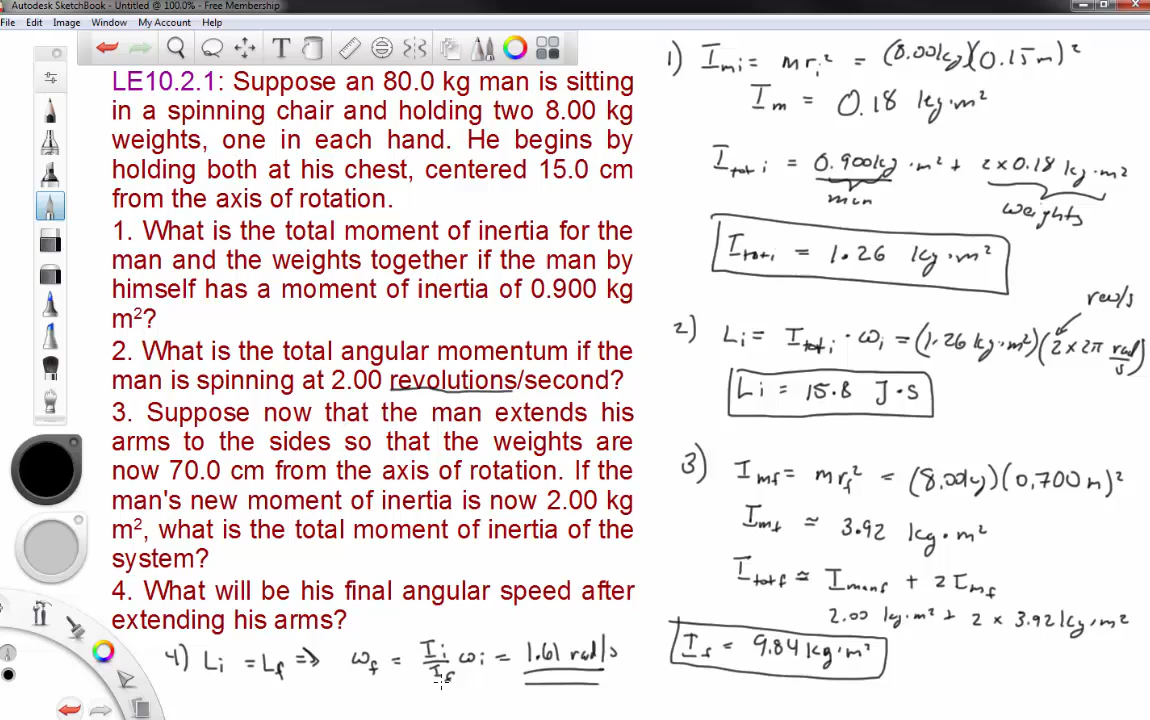 Autodesk SketchBook - Untitled @ 100.0% - Free Membership
File Edit Image Window My Account Help
LE10.2.1: Suppose an 80.0 kg man is sitting
in a spinning chair and holding two 8.00 kg
weights, one in each hand. He begins by
holding both at his chest, centered 15.0 cm
from the axis of rotation.
1. What is the total moment of inertia for the
man and the weights together if the man by
himself has a moment of inertia of 0.900 kg
m²?
2. What is the total angular momentum if the
man is spinning at 2.00 revolutions/second?
3. Suppose now that the man extends his
arms to the sides so that the weights are
now 70.0 cm from the axis of rotation. If the
man's new moment of inertia is now 2.00 kg
m², what is the total moment of inertia of the
system?
4. What will be his final angular speed after
extending his arms?
4) Li = Lf => ωf = Ii/If ωi = 1.61 rad/s
1) Imi = mri² = (8.00kg)(0.15m)²
Im = 0.18 kg·m²
Itoti = 0.900kg·m² + 2×0.18 kg·m²
man weights
Itoti = 1.26 kg·m²
rev/s
2) Li = Itoti · ωi = (1.26 kg·m²)(2×2π rad/s)
Li = 15.8 J·s
3) Imf = mrf² = (8.00kg)(0.700m)²
Imf ≃ 3.92 kg·m²
Itotf ≃ Imanf + 2Imf
2.00 kg·m² + 2 × 3.92 kg·m²
If = 9.84 kg·m²